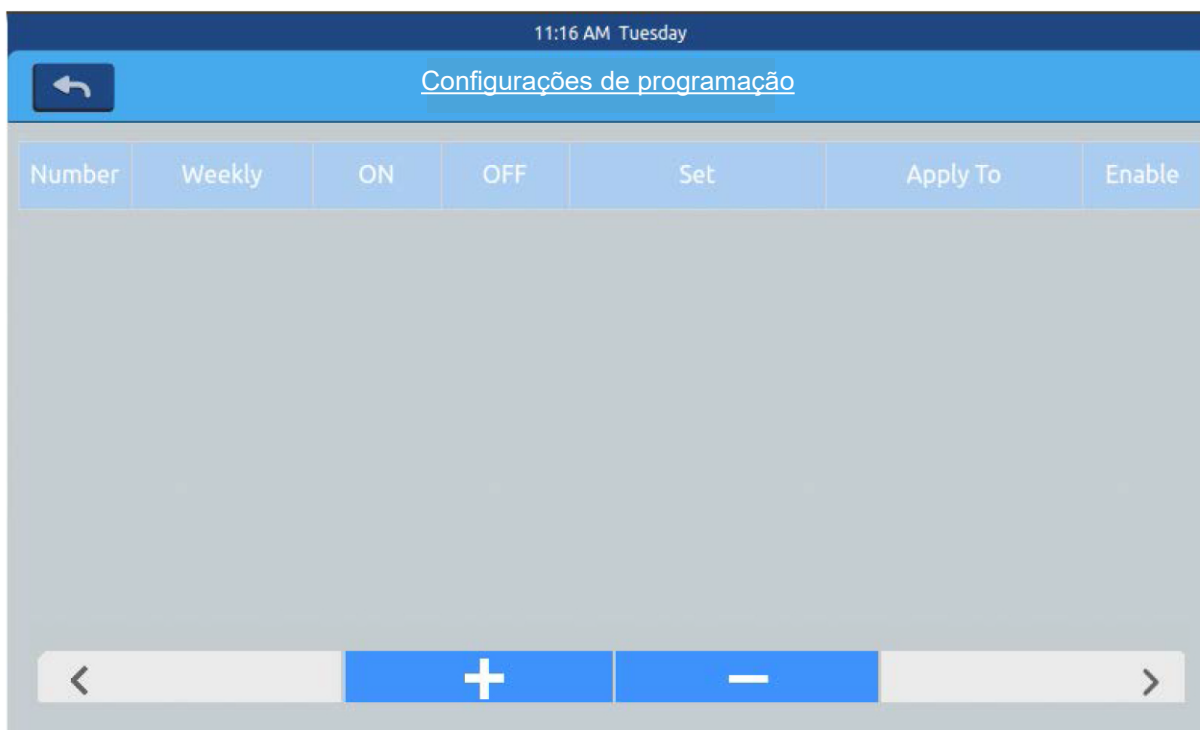 11:16 AM Tuesday
Configurações de programação
Number Weekly ON OFF Set Apply To Enable